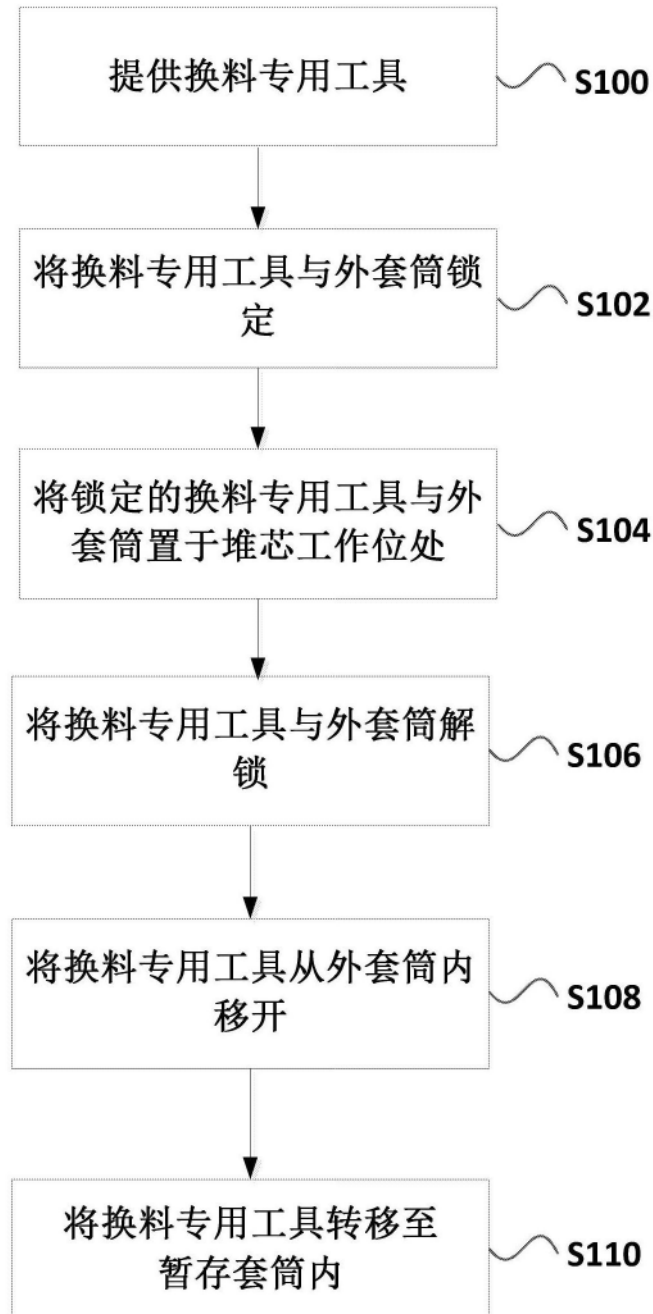 提供换料专用工具
S100
将换料专用工具与外套筒锁
定
S102
将锁定的换料专用工具与外
套筒置于堆芯工作位处
S104
将换料专用工具与外套筒解
锁
S106
将换料专用工具从外套筒内
移开
S108
将换料专用工具转移至
暂存套筒内
S110